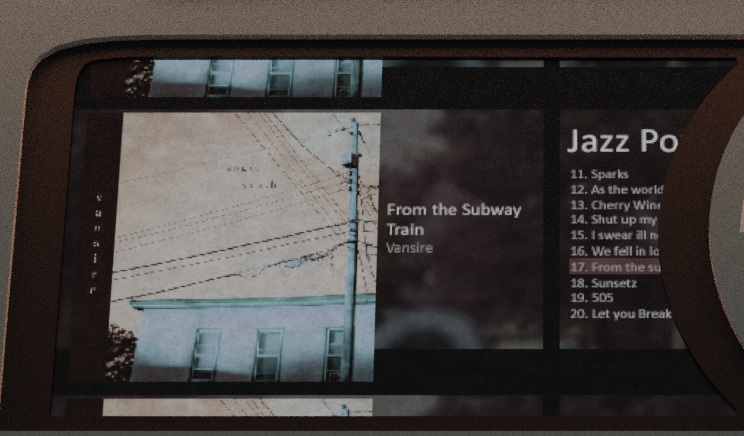 vansire
angel
youth
From the Subway
Train
Vansire
Jazz Po
11. Sparks
12. As the world
13. Cherry Wine
14. Shut up my
15. I swear ill n
16. We fell in lo
17. From the su
18. Sunsetz
19. 505
20. Let you Break